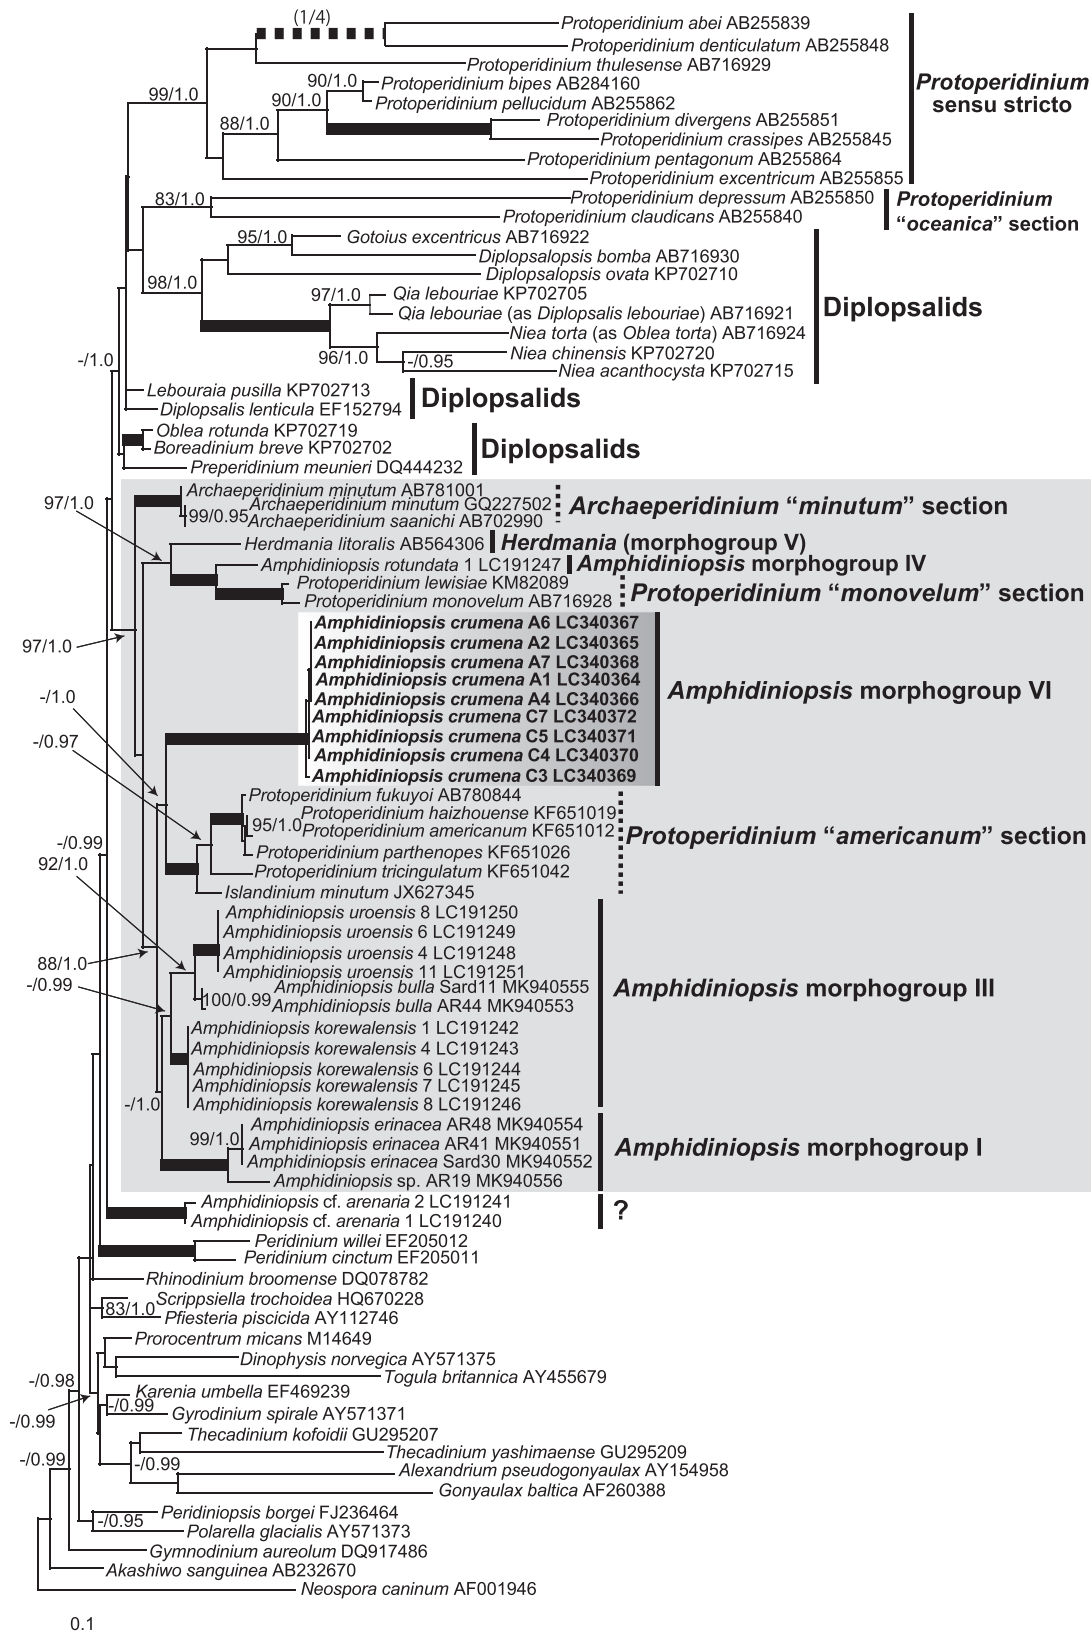 (1/4)
Protoperidinium abei AB255839
Protoperidinium denticulatum AB255848
Protoperidinium thulesense AB716929
90/1.0
Protoperidinium bipes AB284160
99/1.0
90/1.0
Protoperidinium pellucidum AB255862
Protoperidinium
sensu stricto
88/1.0
Protoperidinium divergens AB255851
Protoperidinium crassipes AB255845
Protoperidinium pentagonum AB255864
Protoperidinium excentricum AB255855
83/1.0
Protoperidinium depressum AB255850
Protoperidinium claudicans AB255840
Protoperidinium
“oceanica” section
95/1.0
Gotoius excentricus AB716922
Diplopsalopsis bomba AB716930
Diplopsalopsis ovata KP702710
98/1.0
97/1.0
Qia lebouriae KP702705
Qia lebouriae (as Diplopsalis lebouriae) AB716921
Diplopsalids
Niea torta (as Oblea torta) AB716924
96/1.0
Niea chinensis KP702720
-/0.95
Niea acanthocysta KP702715
-/1.0
Lebouraia pusilla KP702713
Diplopsalis lenticula EF152794
Diplopsalids
Oblea rotunda KP702719
Boreadinium breve KP702702
Preperidinium meunieri DQ444232
Diplopsalids
97/1.0
Archaeperidinium minutum AB781001
Archaeperidinium minutum GQ227502
99/0.95
Archaeperidinium saanichi AB702990
Archaeperidinium “minutum” section
Herdmania litoralis AB564306
Herdmania (morphogroup V)
Amphidiniopsis rotundata 1 LC191247
Amphidiniopsis morphogroup IV
Protoperidinium lewisiae KM82089
Protoperidinium monovelum AB716928
Protoperidinium “monovelum” section
97/1.0
Amphidiniopsis crumena A6 LC340367
Amphidiniopsis crumena A2 LC340365
Amphidiniopsis crumena A7 LC340368
Amphidiniopsis crumena A1 LC340364
Amphidiniopsis crumena A4 LC340366
Amphidiniopsis crumena C7 LC340372
Amphidiniopsis crumena C5 LC340371
Amphidiniopsis crumena C4 LC340370
Amphidiniopsis crumena C3 LC340369
Amphidiniopsis morphogroup VI
-/1.0
-/0.97
Protoperidinium fukuyoi AB780844
Protoperidinium haizhouense KF651019
95/1.0
Protoperidinium americanum KF651012
Protoperidinium parthenopes KF651026
Protoperidinium tricingulatum KF651042
Islandinium minutum JX627345
Protoperidinium “americanum” section
-/0.99
92/1.0
Amphidiniopsis uroensis 8 LC191250
Amphidiniopsis uroensis 6 LC191249
Amphidiniopsis uroensis 4 LC191248
Amphidiniopsis uroensis 11 LC191251
88/1.0
-/0.99
Amphidiniopsis bulla Sard11 MK940555
100/0.99
Amphidiniopsis bulla AR44 MK940553
Amphidiniopsis morphogroup III
Amphidiniopsis korewalensis 1 LC191242
Amphidiniopsis korewalensis 4 LC191243
Amphidiniopsis korewalensis 6 LC191244
Amphidiniopsis korewalensis 7 LC191245
Amphidiniopsis korewalensis 8 LC191246
-/1.0
99/1.0
Amphidiniopsis erinacea AR48 MK940554
Amphidiniopsis erinacea AR41 MK940551
Amphidiniopsis erinacea Sard30 MK940552
Amphidiniopsis sp. AR19 MK940556
Amphidiniopsis morphogroup I
Amphidiniopsis cf. arenaria 2 LC191241
Amphidiniopsis cf. arenaria 1 LC191240
?
Peridinium willei EF205012
Peridinium cinctum EF205011
Rhinodinium broomense DQ078782
Scrippsiella trochoidea HQ670228
83/1.0
Pfiesteria piscicida AY112746
Prorocentrum micans M14649
Dinophysis norvegica AY571375
Togula britannica AY455679
-/0.98
Karenia umbella EF469239
-/0.99
-/0.99
Gyrodinium spirale AY571371
Thecadinium kofoidii GU295207
Thecadinium yashimaense GU295209
-/0.99
-/0.99
Alexandrium pseudogonyaulax AY154958
Gonyaulax baltica AF260388
Peridiniopsis borgei FJ236464
-/0.95
Polarella glacialis AY571373
Gymnodinium aureolum DQ917486
Akashiwo sanguinea AB232670
Neospora caninum AF001946
0.1